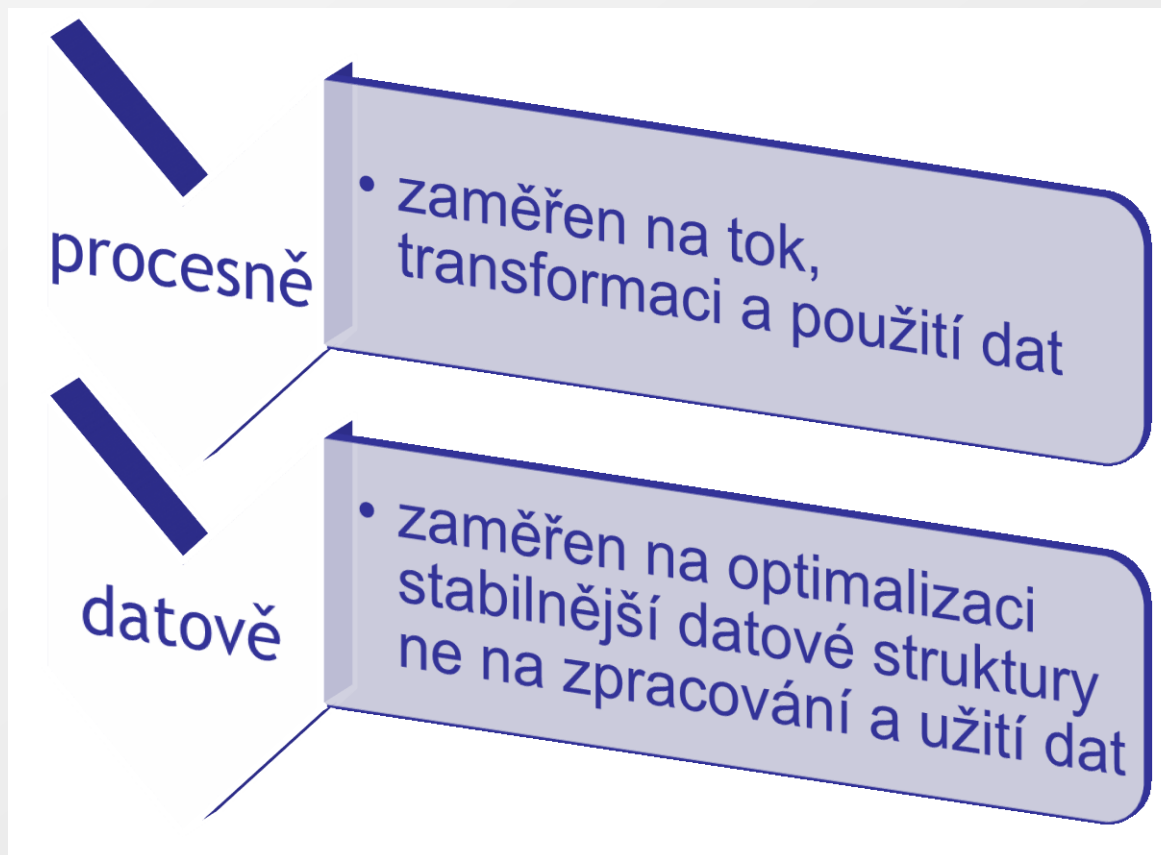 procesně
• zaměřen na tok,
transformaci a použití dat
datově
• zaměřen na optimalizaci
stabilnější datové struktury
ne na zpracování a užití dat